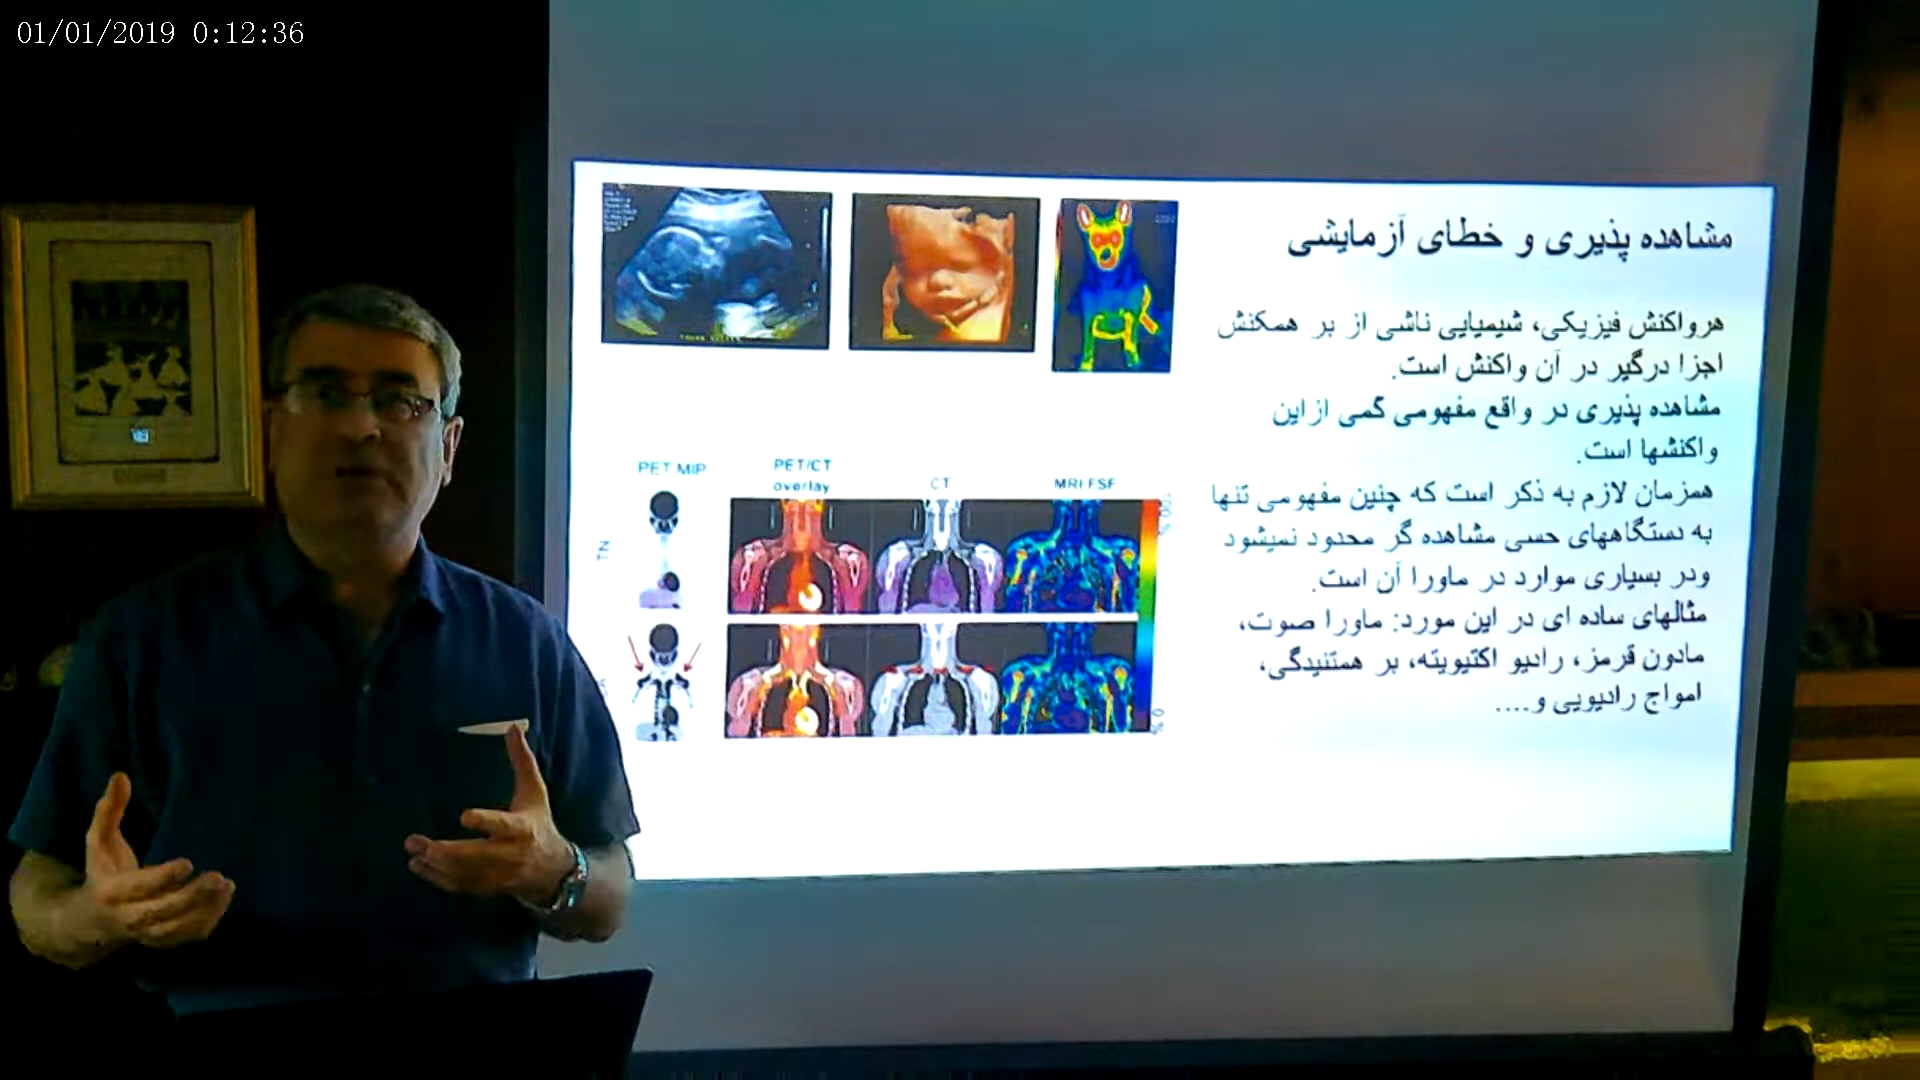 01/01/2019 0:12:36
مشاهده پذیری و خطای آزمایشی
هرواکنش فیزیکی، شیمیایی ناشی از بر همکنش
اجزا درگیر در آن واکنش است.
مشاهده پذیری در واقع مفهومی کمی ازاین
واکنشها است.
همزمان لازم به ذکر است که چنین مفهومی تنها
به دستگاههای حسی مشاهده گر محدود نمیشود
ودر بسیاری موارد در ماورا آن است.
مثالهای ساده ای در این مورد: ماورا صوت،
مادون قرمز، رادیو اکتیویته، بر همتنیدگی،
امواج رادیویی و....
PET MIP
PET/CT
overlay
CT
MRI FSF
TN
100 %
0 %